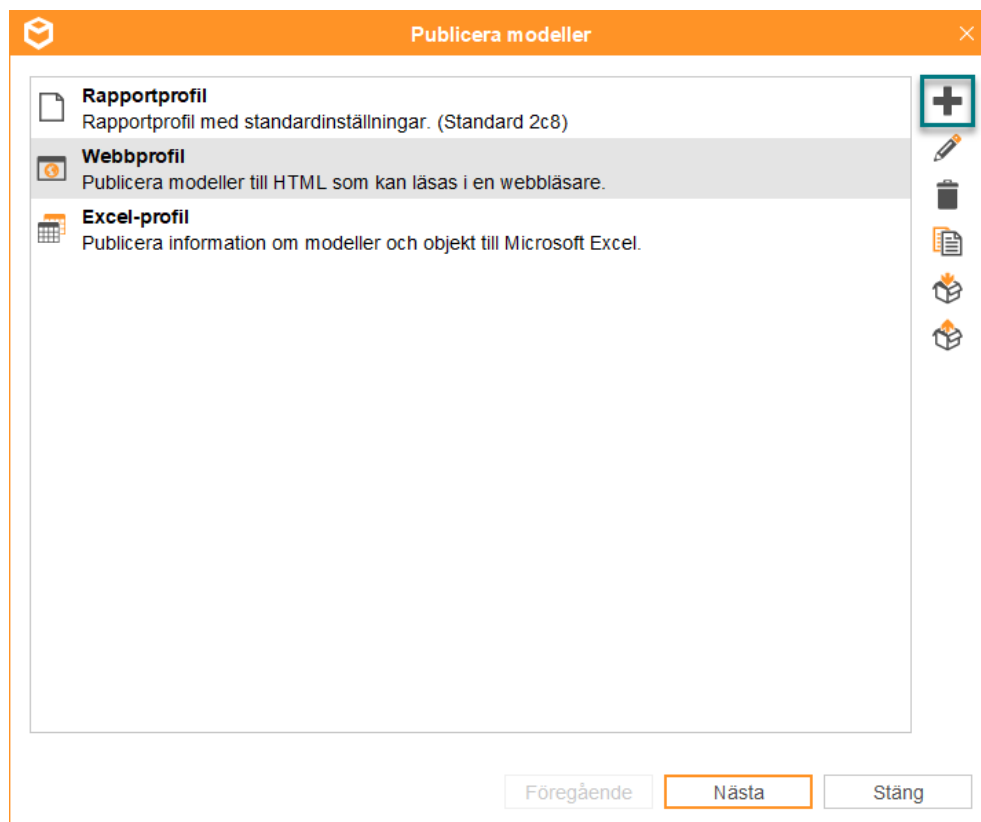 Publicera modeller
Rapportprofil
Rapportprofil med standardinställningar. (Standard 2c8)
Webbprofil
Publicera modeller till HTML som kan läsas i en webbläsare.
Excel-profil
Publicera information om modeller och objekt till Microsoft Excel.
Föregående
Nästa
Stäng